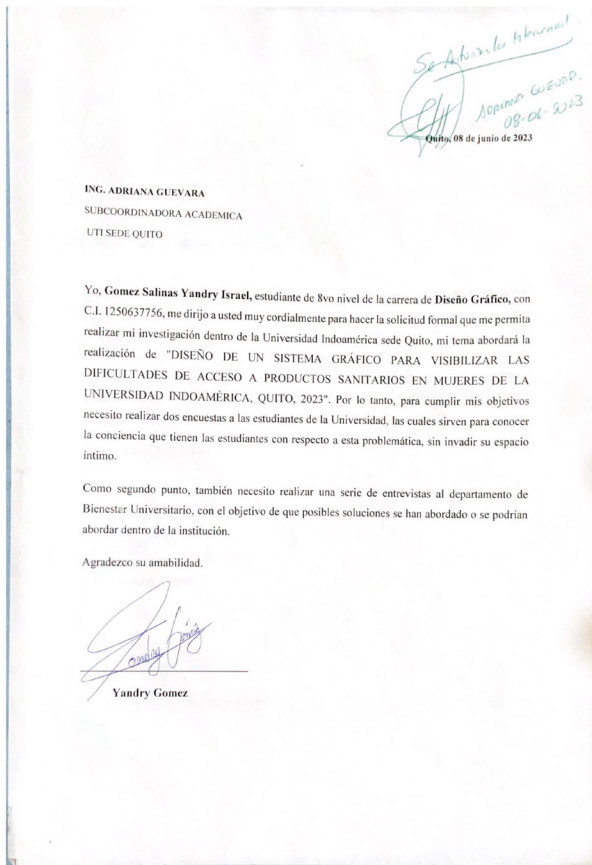 Se Autoriza la
ADRIANA GUEVARA
08-06-2023
Quito, 08 de junio de 2023
ING. ADRIANA GUEVARA
SUBCOORDINADORA ACADEMICA
UTI SEDE QUITO
Yo, Gomez Salinas Yandry Israel, estudiante de 8vo nivel de la carrera de Diseño Gráfico, con
C.I. 1250637756, me dirijo a usted muy cordialmente para hacer la solicitud formal que me permita
realizar mi investigación dentro de la Universidad Indoamérica sede Quito, mi tema abordará la
realización de "DISEÑO DE UN SISTEMA GRÁFICO PARA VISIBILIZAR LAS
DIFICULTADES DE ACCESO A PRODUCTOS SANITARIOS EN MUJERES DE LA
UNIVERSIDAD INDOAMÉRICA, QUITO, 2023". Por lo tanto, para cumplir mis objetivos
necesito realizar dos encuestas a las estudiantes de la Universidad, las cuales sirven para conocer
la conciencia que tienen las estudiantes con respecto a esta problemática, sin invadir su espacio
íntimo.
Como segundo punto, también necesito realizar una serie de entrevistas al departamento de
Bienestar Universitario, con el objetivo de que posibles soluciones se han abordado o se podrían
abordar dentro de la institución.
Agradezco su amabilidad.
Yandry Gómez
Yandry Gomez